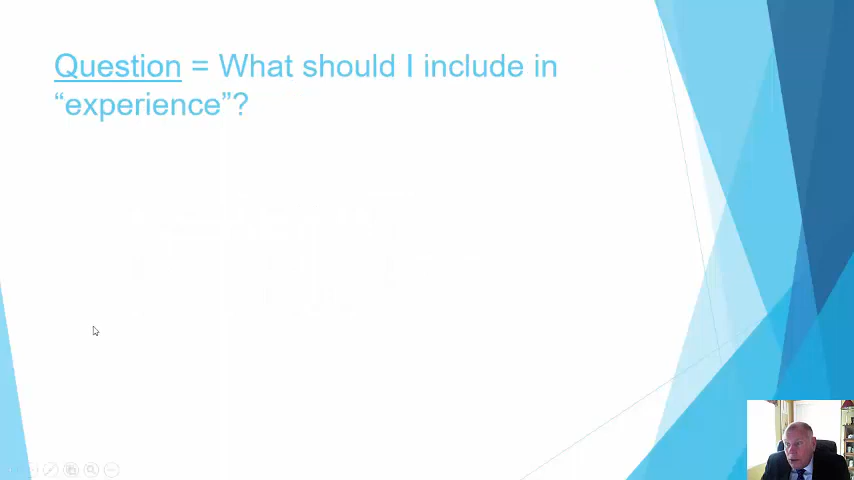 Question = What should I include in
“experience”?